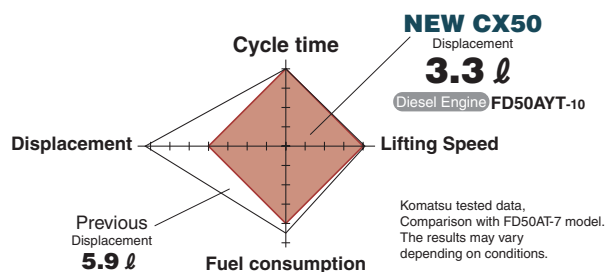 NEW CX50
Displacement
3.3 ℓ
Diesel Engine FD50AYT-10
Cycle time
Displacement
Lifting Speed
Previous
Displacement
5.9 ℓ
Fuel consumption
Komatsu tested data,
Comparison with FD50AT-7 model.
The results may vary
depending on conditions.